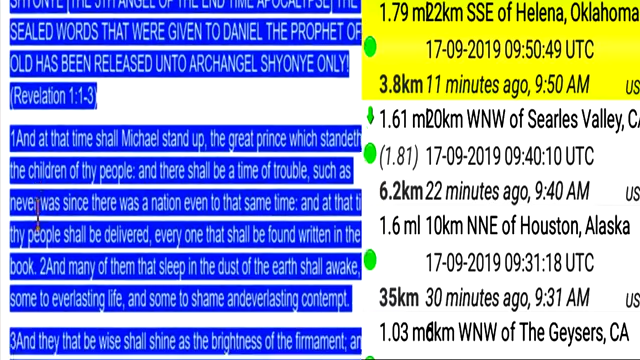 SHYONYE [THE 5TH ANGEL OF THE END TIME APOCALYPSE] THE
SEALED WORDS THAT WERE GIVEN TO DANIEL THE PROPHET OF
OLD HAS BEEN RELEASED UNTO ARCHANGEL SHYONYE ONLY!
(Revelation 1:1-3)
1And at that time shall Michael stand up, the great prince which standeth
the children of thy people: and there shall be a time of trouble, such as
never was since there was a nation even to that same time: and at that ti
thy people shall be delivered, every one that shall be found written in the
book. 2And many of them that sleep in the dust of the earth shall awake,
some to everlasting life, and some to shame andeverlasting contempt.
3And they that be wise shall shine as the brightness of the firmament; an
1.79 ml 22km SSE of Helena, Oklahoma
17-09-2019 09:50:49 UTC
3.8km 11 minutes ago, 9:50 AM US
1.61 ml 20km WNW of Searles Valley, CA
(1.81) 17-09-2019 09:40:10 UTC
6.2km 22 minutes ago, 9:40 AM US
1.6 ml 10km NNE of Houston, Alaska
17-09-2019 09:31:18 UTC
35km 30 minutes ago, 9:31 AM US
1.03 md 6km WNW of The Geysers, CA